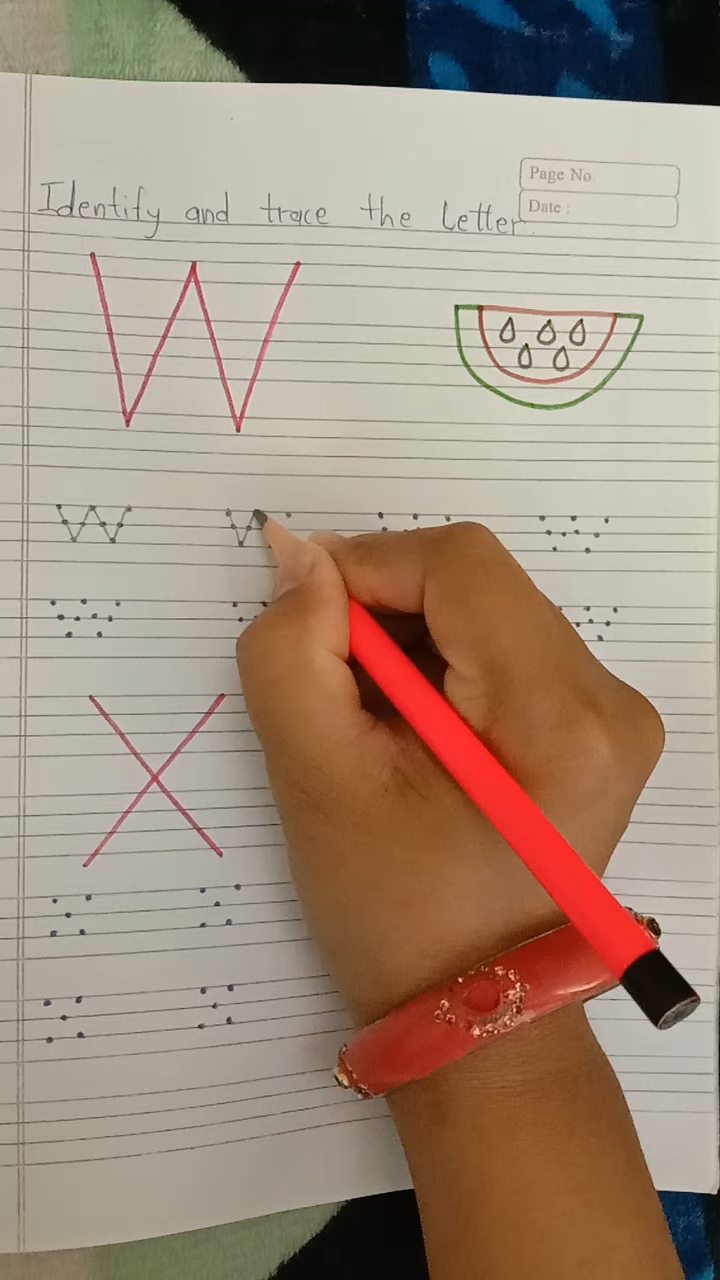 Page No.
Date :
Identify and trace the letter.
W
W W
X